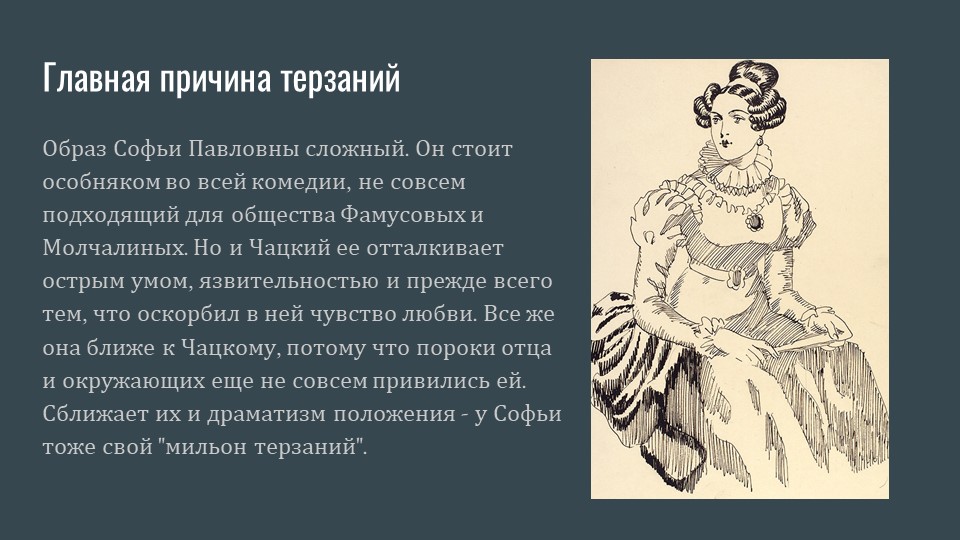 Главная причина терзаний
Образ Софьи Павловны сложный. Он стоит
особняком во всей комедии, не совсем
подходящий для общества Фамусовых и
Молчалиных. Но и Чацкий ее отталкивает
острым умом, язвительностью и прежде всего
тем, что оскорбил в ней чувство любви. Все же
она ближе к Чацкому, потому что пороки отца
и окружающих еще не совсем привились ей.
Сближает их и драматизм положения - у Софьи
тоже свой "мильон терзаний".